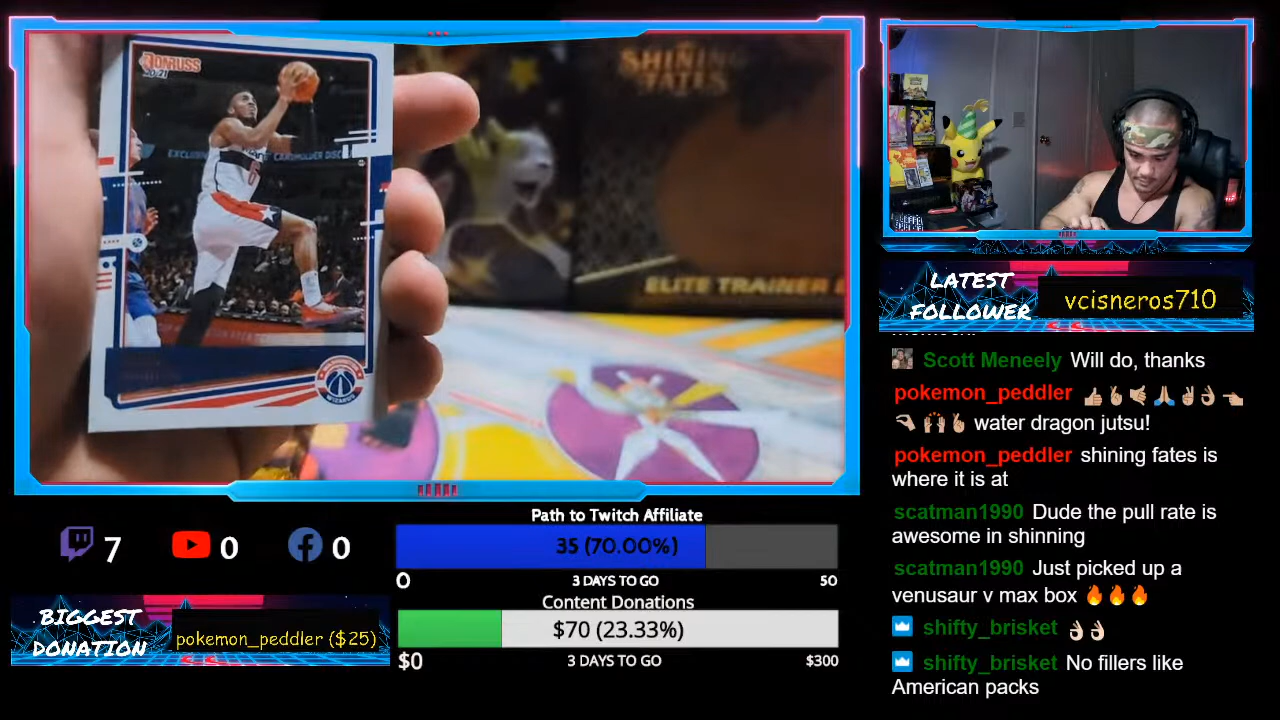 DONRUSS
20-21
WIZARDS
SHINING
FATES
ELITE TRAINER
LATEST
FOLLOWER
vcisneros710
Scott Meneely Will do, thanks
pokemon_peddler 👍🏼🤞🏼🤙🏼🙏🏼✌🏼👌🏼👈🏼
🤏🏼🙌🏼🤞🏼 water dragon jutsu!
pokemon_peddler shining fates is
where it is at
scatman1990 Dude the pull rate is
awesome in shinning
scatman1990 Just picked up a
venusaur v max box 🔥🔥🔥
shifty_brisket 👌🏼👌🏼
shifty_brisket No fillers like
American packs
7
0
0
Path to Twitch Affiliate
35 (70.00%)
0
3 DAYS TO GO
50
Content Donations
$70 (23.33%)
$0
3 DAYS TO GO
$300
BIGGEST
DONATION
pokemon_peddler ($25)